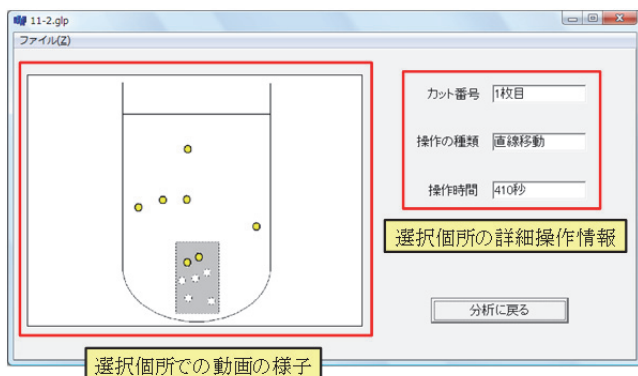 11-2.glp
ファイル(Z)
カット番号 1枚目
操作の種類 直線移動
操作時間 410秒
選択個所の詳細操作情報
分析に戻る
選択個所での動画の様子